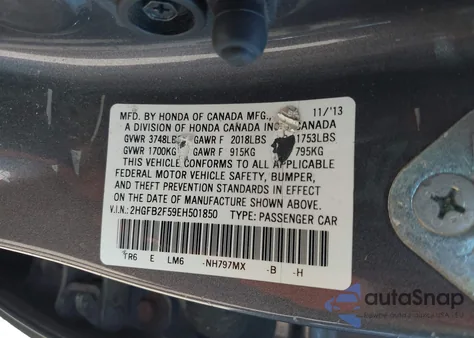 MFD. BY HONDA OF CANADA MFG., 11/'13
A DIVISION OF HONDA CANADA INC CANADA
GVWR 3748LBS GAWR F 2018LBS 1753LBS
GVWR 1700KG GAWR F 915KG 795KG
THIS VEHICLE CONFORMS TO ALL APPLICABLE
FEDERAL MOTOR VEHICLE SAFETY, BUMPER,
AND THEFT PREVENTION STANDARDS IN EFFECT
ON THE DATE OF MANUFACTURE SHOWN ABOVE.
V.I.N.: 2HGFB2F59EH501850 TYPE: PASSENGER CAR
FR6 E LM6 -NH797MX -B -H
autoSnap